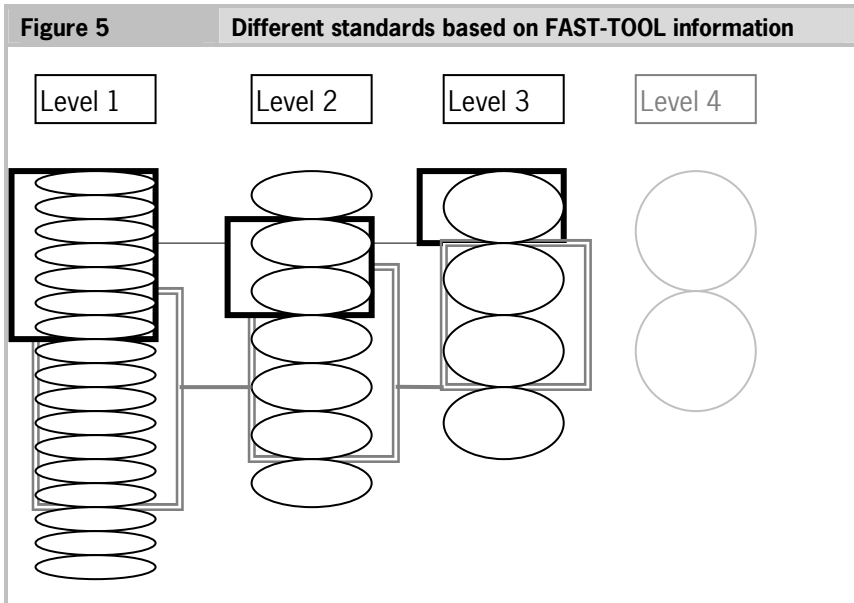 Figure 5 Different standards based on FAST-TOOL information
Level 1 Level 2 Level 3 Level 4